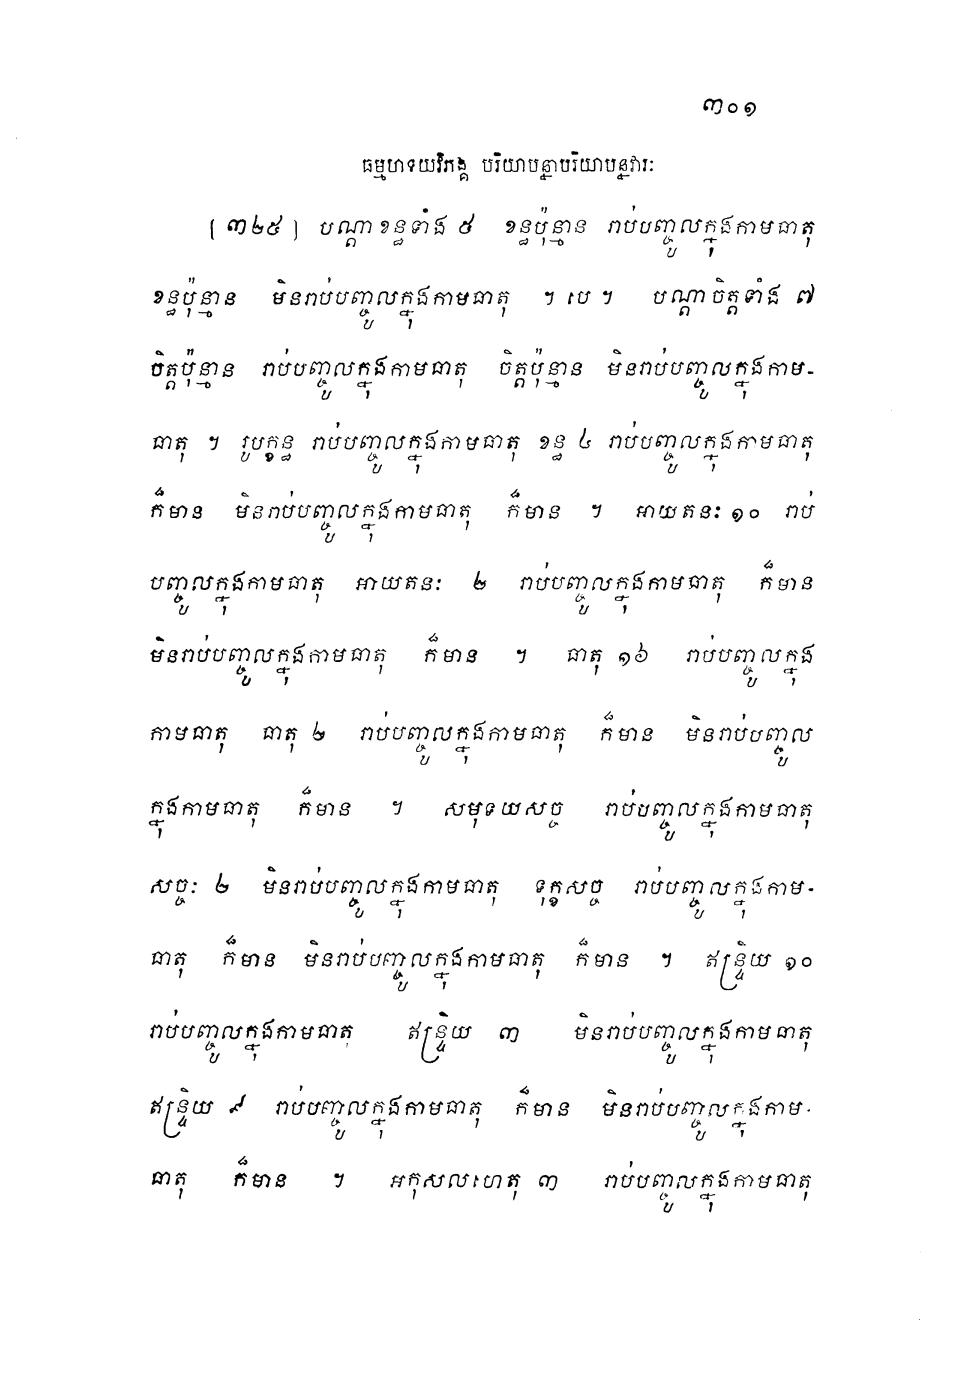 ៣០១
ធម្មហទយវិភង្គ បរិយាបន្នាបរិយាបន្នវារៈ
[៣២៥] បណ្តាខន្ធទាំង ៥ ខន្ធប៉ុន្មាន រាប់បញ្ចូលក្នុងកាមធាតុ
ខន្ធប៉ុន្មាន មិនរាប់បញ្ចូលក្នុងកាមធាតុ ។ បេ ។ បណ្តាចិត្តទាំង ៧
ចិត្តប៉ុន្មាន រាប់បញ្ចូលក្នុងកាមធាតុ ចិត្តប៉ុន្មាន មិនរាប់បញ្ចូលក្នុងកាម-
ធាតុ ។ រូបក្ខន្ធ រាប់បញ្ចូលក្នុងកាមធាតុ ខន្ធ ៤ រាប់បញ្ចូលក្នុងកាមធាតុ
ក៏មាន មិនរាប់បញ្ចូលក្នុងកាមធាតុ ក៏មាន ។ អាយតនៈ ១០ រាប់
បញ្ចូលក្នុងកាមធាតុ អាយតនៈ ២ រាប់បញ្ចូលក្នុងកាមធាតុ ក៏មាន
មិនរាប់បញ្ចូលក្នុងកាមធាតុ ក៏មាន ។ ធាតុ ១៦ រាប់បញ្ចូលក្នុង
កាមធាតុ ធាតុ ២ រាប់បញ្ចូលក្នុងកាមធាតុ ក៏មាន មិនរាប់បញ្ចូល
ក្នុងកាមធាតុ ក៏មាន ។ សមុទយសច្ច រាប់បញ្ចូលក្នុងកាមធាតុ
សច្ចៈ ២ មិនរាប់បញ្ចូលក្នុងកាមធាតុ ទុក្ខសច្ច រាប់បញ្ចូលក្នុងកាម-
ធាតុ ក៏មាន មិនរាប់បញ្ចូលក្នុងកាមធាតុ ក៏មាន ។ ឥន្រ្ទិយ ១០
រាប់បញ្ចូលក្នុងកាមធាតុ ឥន្រ្ទិយ ៣ មិនរាប់បញ្ចូលក្នុងកាមធាតុ
ឥន្រ្ទិយ ៩ រាប់បញ្ចូលក្នុងកាមធាតុ ក៏មាន មិនរាប់បញ្ចូលក្នុងកាម-
ធាតុ ក៏មាន ។ អកុសលហេតុ ៣ រាប់បញ្ចូលក្នុងកាមធាតុ